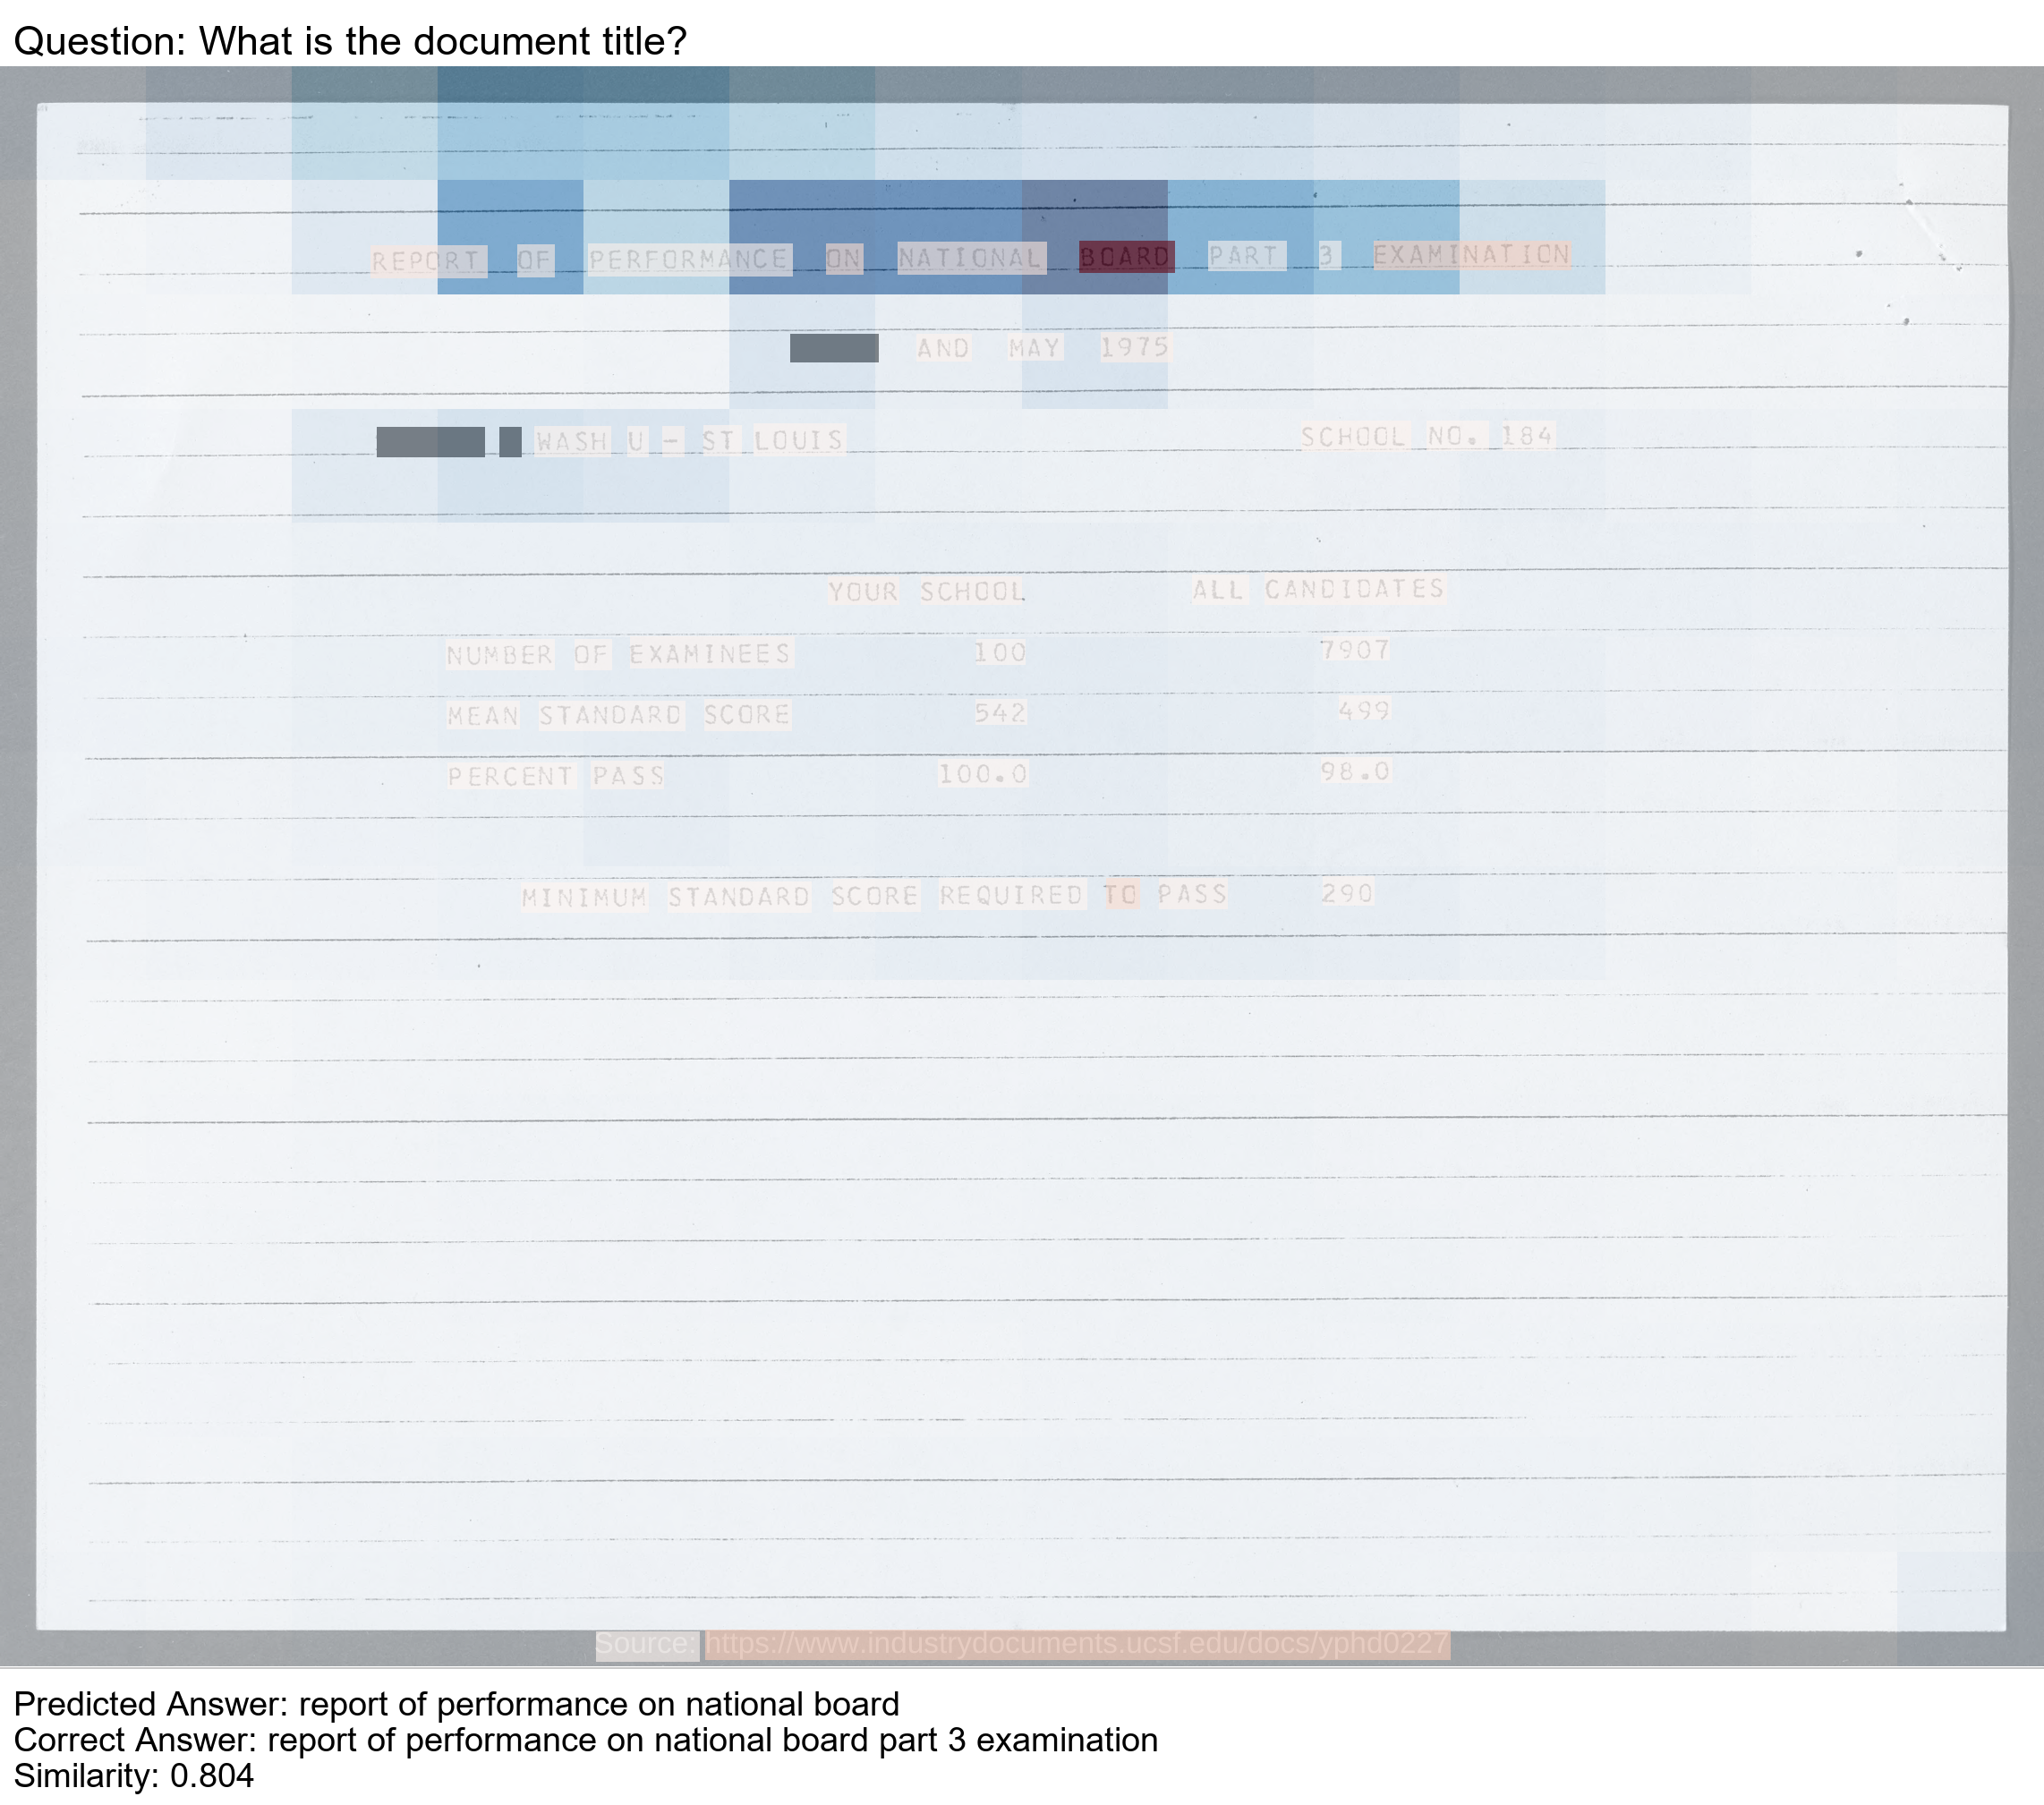 Question: What is the document title?
REPORT OF PERFORMANCE ON NATIONAL BOARD PART 3 EXAMINATION
AND MAY 1975
WASH U - ST LOUIS SCHOOL NO. 184
YOUR SCHOOL ALL CANDIDATES
NUMBER OF EXAMINEES 100 7907
MEAN STANDARD SCORE 542 499
PERCENT PASS 100.0 98.0
MINIMUM STANDARD SCORE REQUIRED TO PASS 290
Source: https://www.industrydocuments.ucsf.edu/docs/yphd0227
Predicted Answer: report of performance on national board
Correct Answer: report of performance on national board part 3 examination
Similarity: 0.804